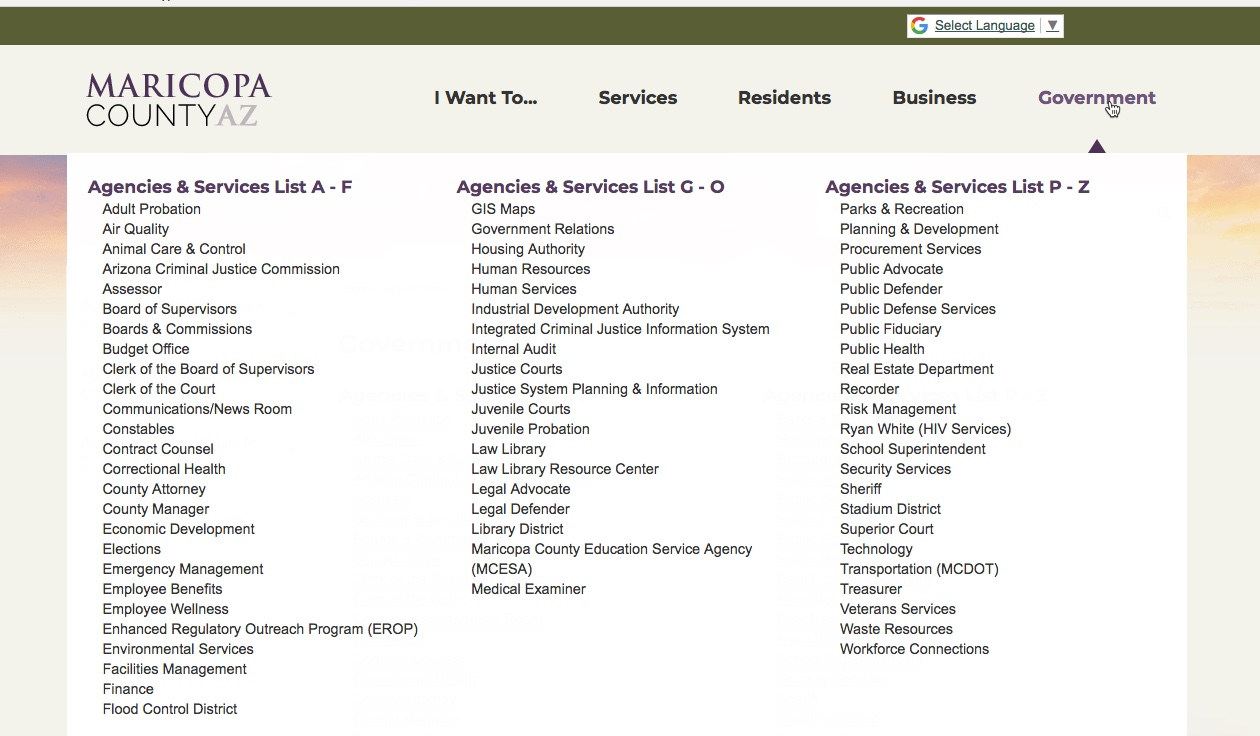 Select Language ▼
MARICOPA
COUNTYAZ
I Want To... Services Residents Business Government
Agencies & Services List A - F
Adult Probation
Air Quality
Animal Care & Control
Arizona Criminal Justice Commission
Assessor
Board of Supervisors
Boards & Commissions
Budget Office
Clerk of the Board of Supervisors
Clerk of the Court
Communications/News Room
Constables
Contract Counsel
Correctional Health
County Attorney
County Manager
Economic Development
Elections
Emergency Management
Employee Benefits
Employee Wellness
Enhanced Regulatory Outreach Program (EROP)
Environmental Services
Facilities Management
Finance
Flood Control District
Agencies & Services List G - O
GIS Maps
Government Relations
Housing Authority
Human Resources
Human Services
Industrial Development Authority
Integrated Criminal Justice Information System
Internal Audit
Justice Courts
Justice System Planning & Information
Juvenile Courts
Juvenile Probation
Law Library
Law Library Resource Center
Legal Advocate
Legal Defender
Library District
Maricopa County Education Service Agency
(MCESA)
Medical Examiner
Agencies & Services List P - Z
Parks & Recreation
Planning & Development
Procurement Services
Public Advocate
Public Defender
Public Defense Services
Public Fiduciary
Public Health
Real Estate Department
Recorder
Risk Management
Ryan White (HIV Services)
School Superintendent
Security Services
Sheriff
Stadium District
Superior Court
Technology
Transportation (MCDOT)
Treasurer
Veterans Services
Waste Resources
Workforce Connections